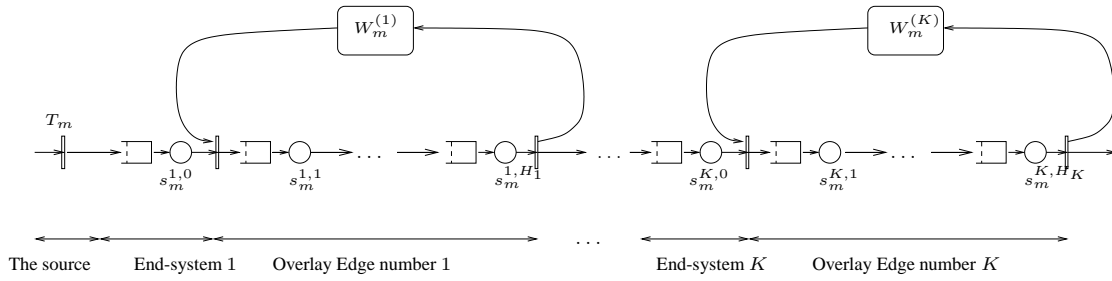 W_m^{(1)} W_m^{(K)}
T_m
... ... ...
s_m^{1,0} s_m^{1,1} s_m^{1,H_1} s_m^{K,0} s_m^{K,1} s_m^{K,H_K}
...
The source End-system 1 Overlay Edge number 1 End-system K Overlay Edge number K